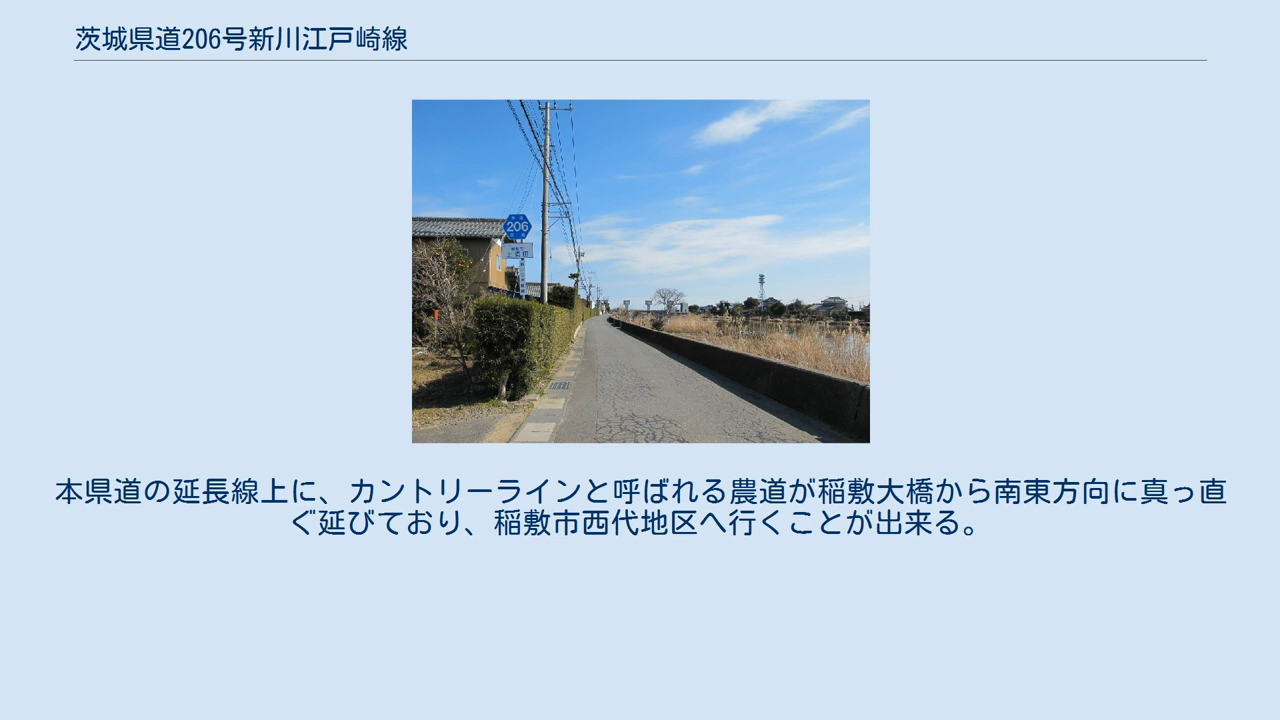 茨城県道206号新川江戸崎線
206
本県道の延長線上に、カントリーラインと呼ばれる農道が稲敷大橋から南東方向に真っ直
ぐ延びており、稲敷市西代地区へ行くことが出来る。